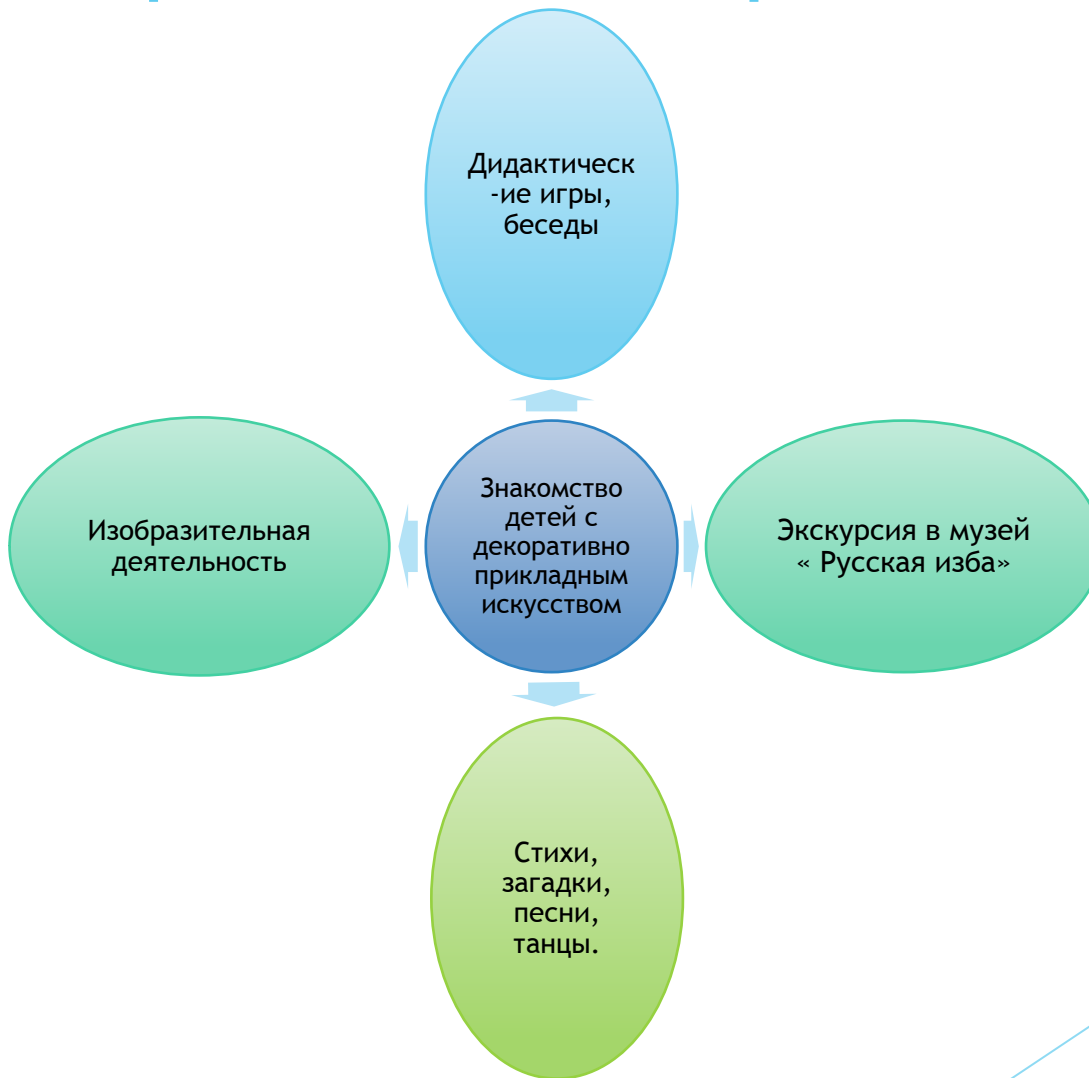 Дидактическ
-ие игры,
беседы
Изобразительная
деятельность
Знакомство
детей с
декоративно
прикладным
искусством
Экскурсия в музей
« Русская изба»
Стихи,
загадки,
песни,
танцы.